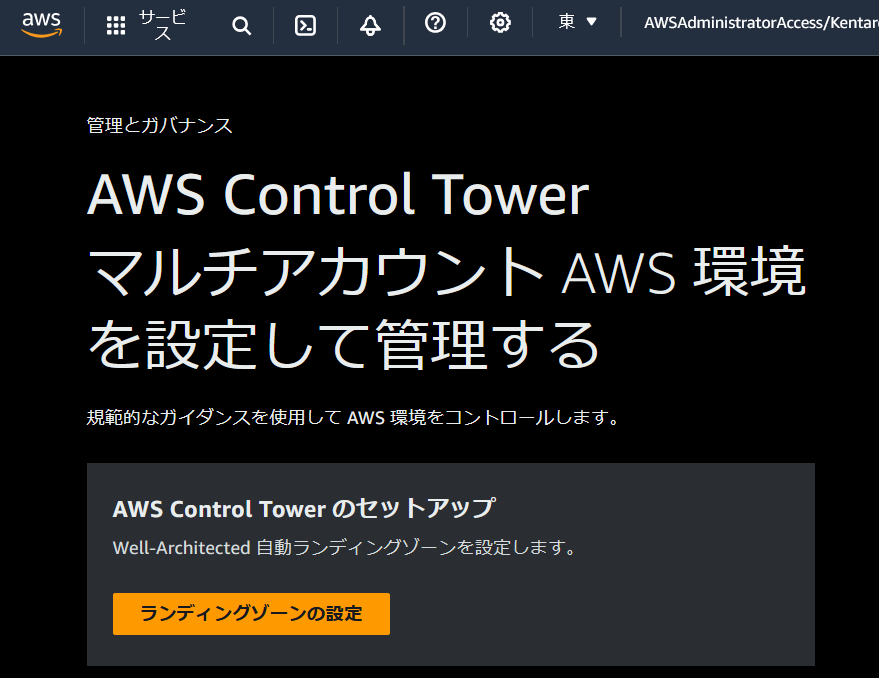 aws
サービ
ス
東
AWSAdministratorAccess/Kentar
管理とガバナンス
AWS Control Tower
マルチアカウント AWS 環境
を設定して管理する
規範的なガイダンスを使用して AWS 環境をコントロールします。
AWS Control Tower のセットアップ
Well-Architected 自動ランディングゾーンを設定します。
ランディングゾーンの設定